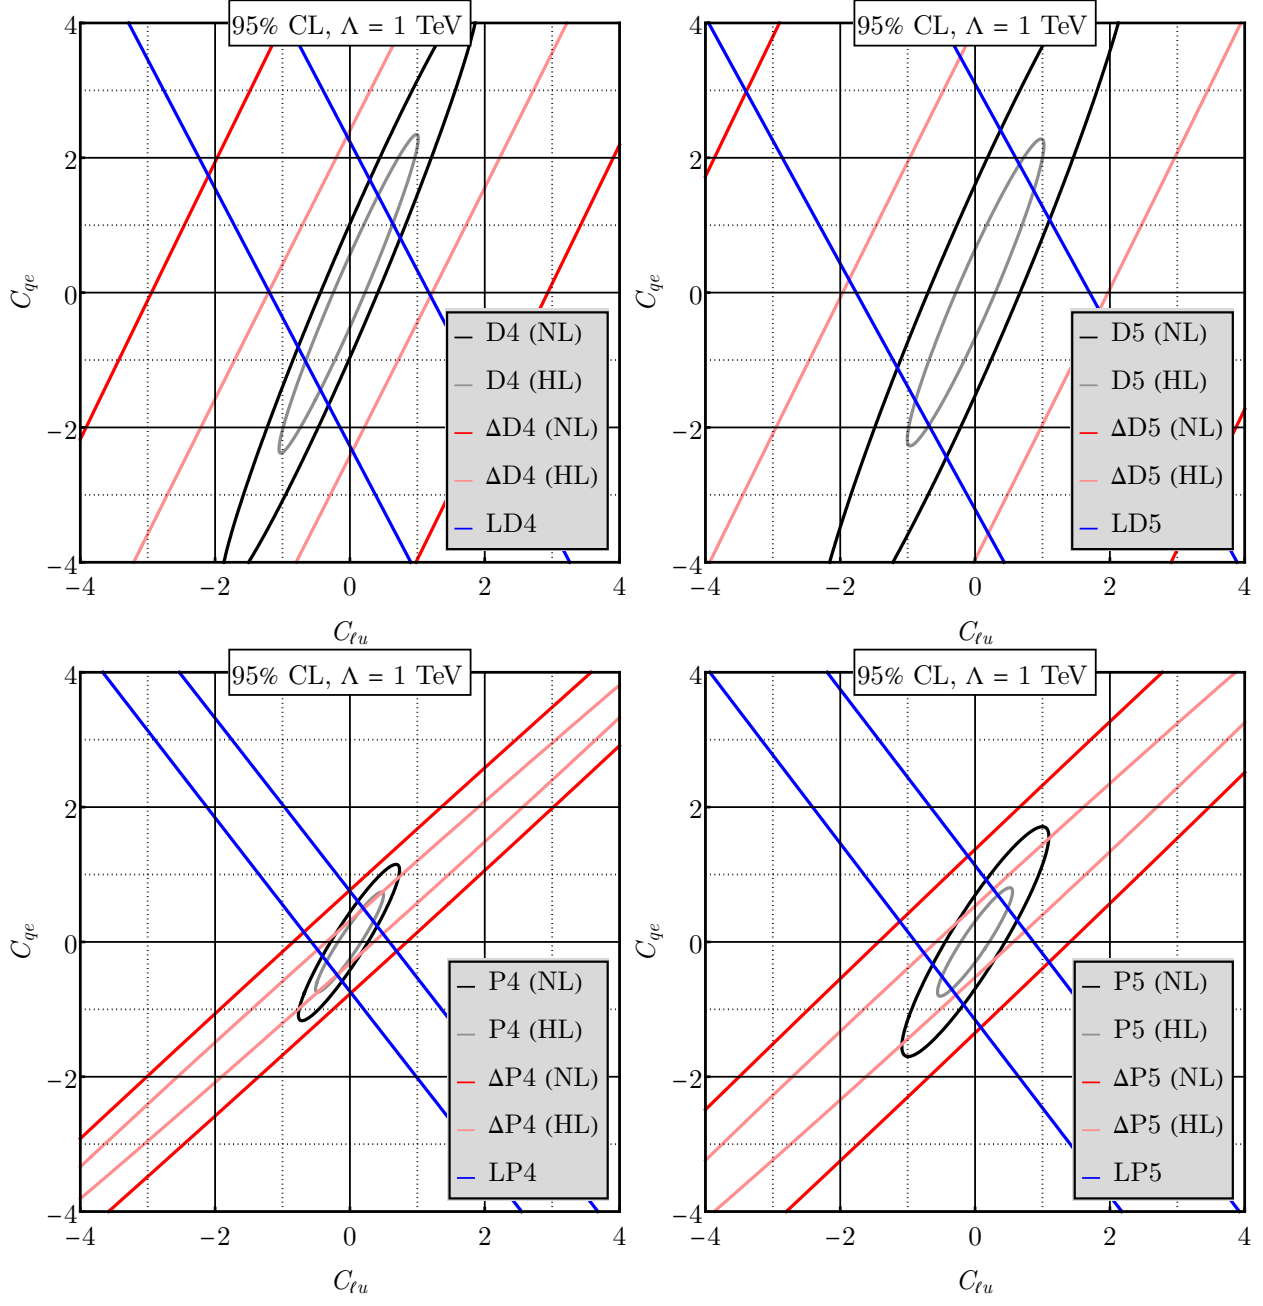 95% CL, Λ = 1 TeV
4
2
0
−2
−4
C_qe
D4 (NL)
D4 (HL)
ΔD4 (NL)
ΔD4 (HL)
LD4
−4 −2 0 2 4
C_ℓu
95% CL, Λ = 1 TeV
4
2
0
−2
−4
C_qe
D5 (NL)
D5 (HL)
ΔD5 (NL)
ΔD5 (HL)
LD5
−4 −2 0 2 4
C_ℓu
95% CL, Λ = 1 TeV
4
2
0
−2
−4
C_qe
P4 (NL)
P4 (HL)
ΔP4 (NL)
ΔP4 (HL)
LP4
−4 −2 0 2 4
C_ℓu
95% CL, Λ = 1 TeV
4
2
0
−2
−4
C_qe
P5 (NL)
P5 (HL)
ΔP5 (NL)
ΔP5 (HL)
LP5
−4 −2 0 2 4
C_ℓu